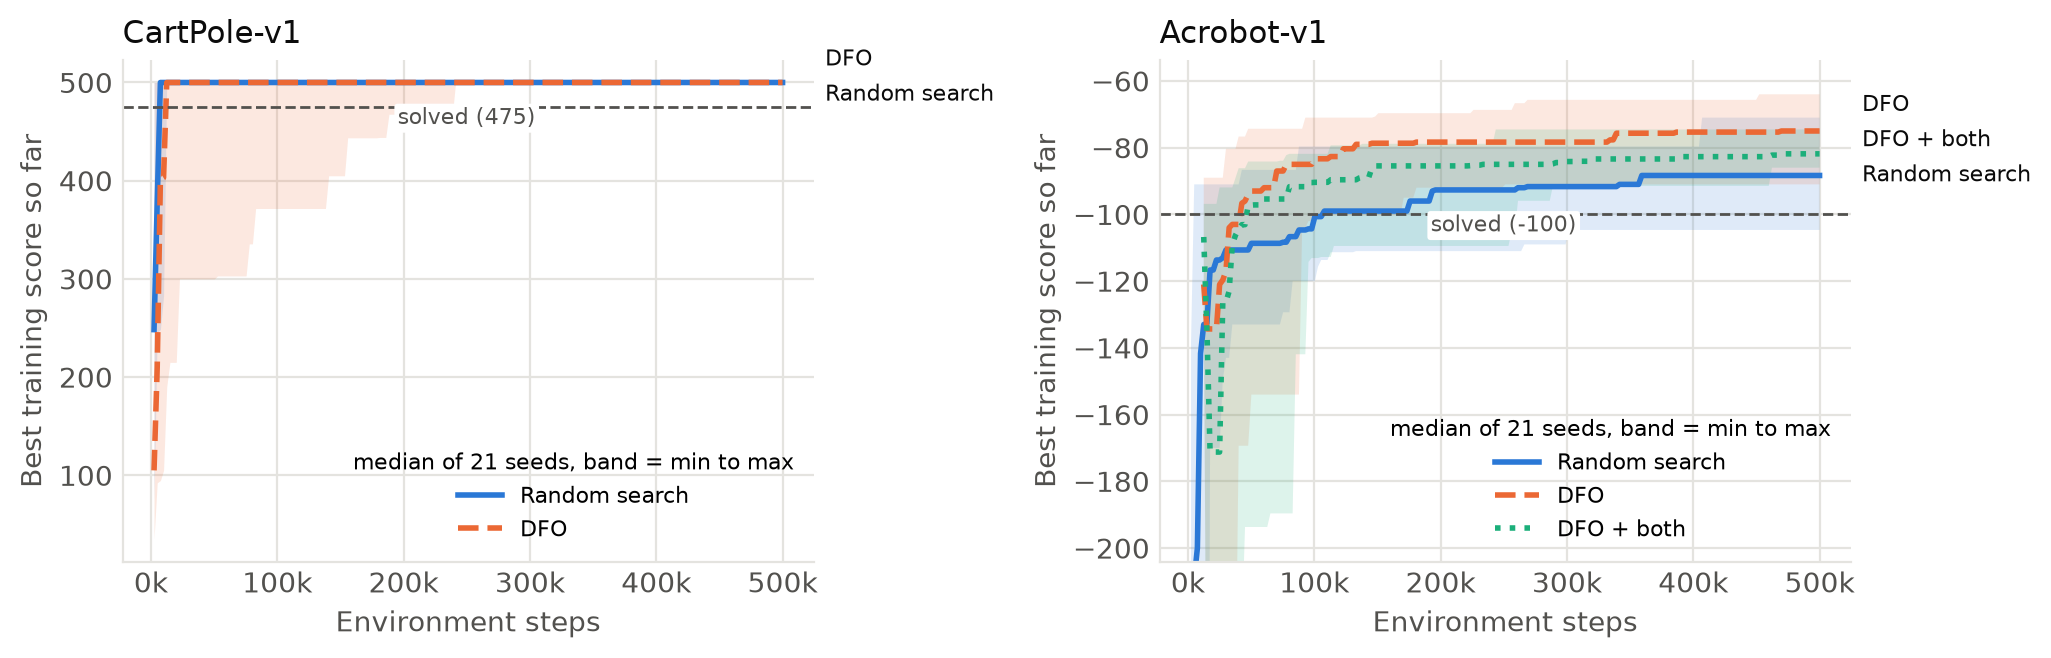 CartPole-v1
DFO
Random search
500
400
300
200
100
solved (475)
Best training score so far
median of 21 seeds, band = min to max
Random search
DFO
0k 100k 200k 300k 400k 500k
Environment steps
Acrobot-v1
DFO
DFO + both
Random search
−60
−80
−100
−120
−140
−160
−180
−200
solved (-100)
Best training score so far
median of 21 seeds, band = min to max
Random search
DFO
DFO + both
0k 100k 200k 300k 400k 500k
Environment steps